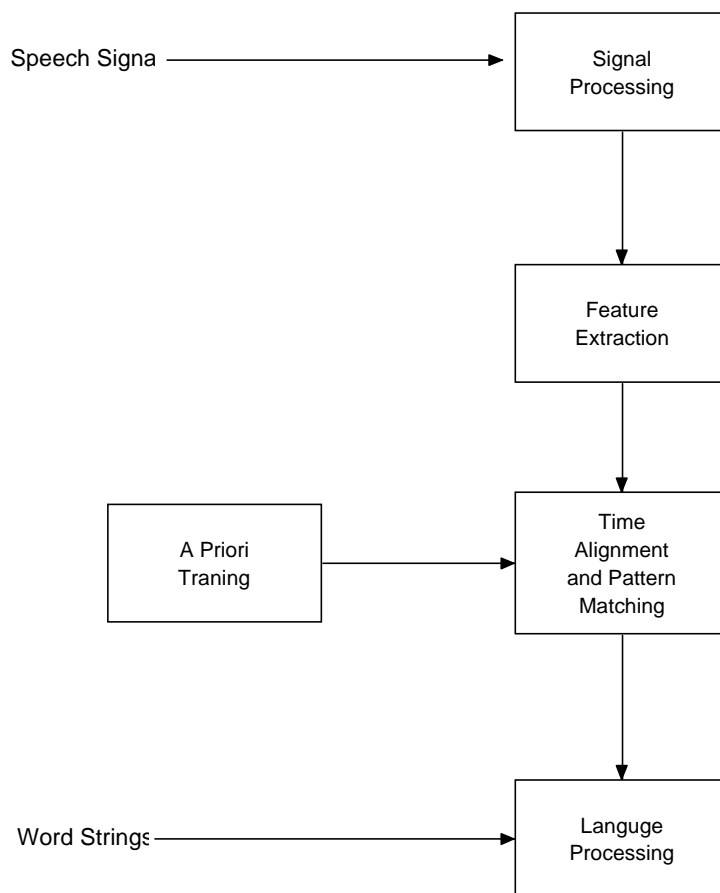 Speech Signa
Signal
Processing
Feature
Extraction
A Priori
Traning
Time
Alignment
and Pattern
Matching
Word Strings
Languge
Processing